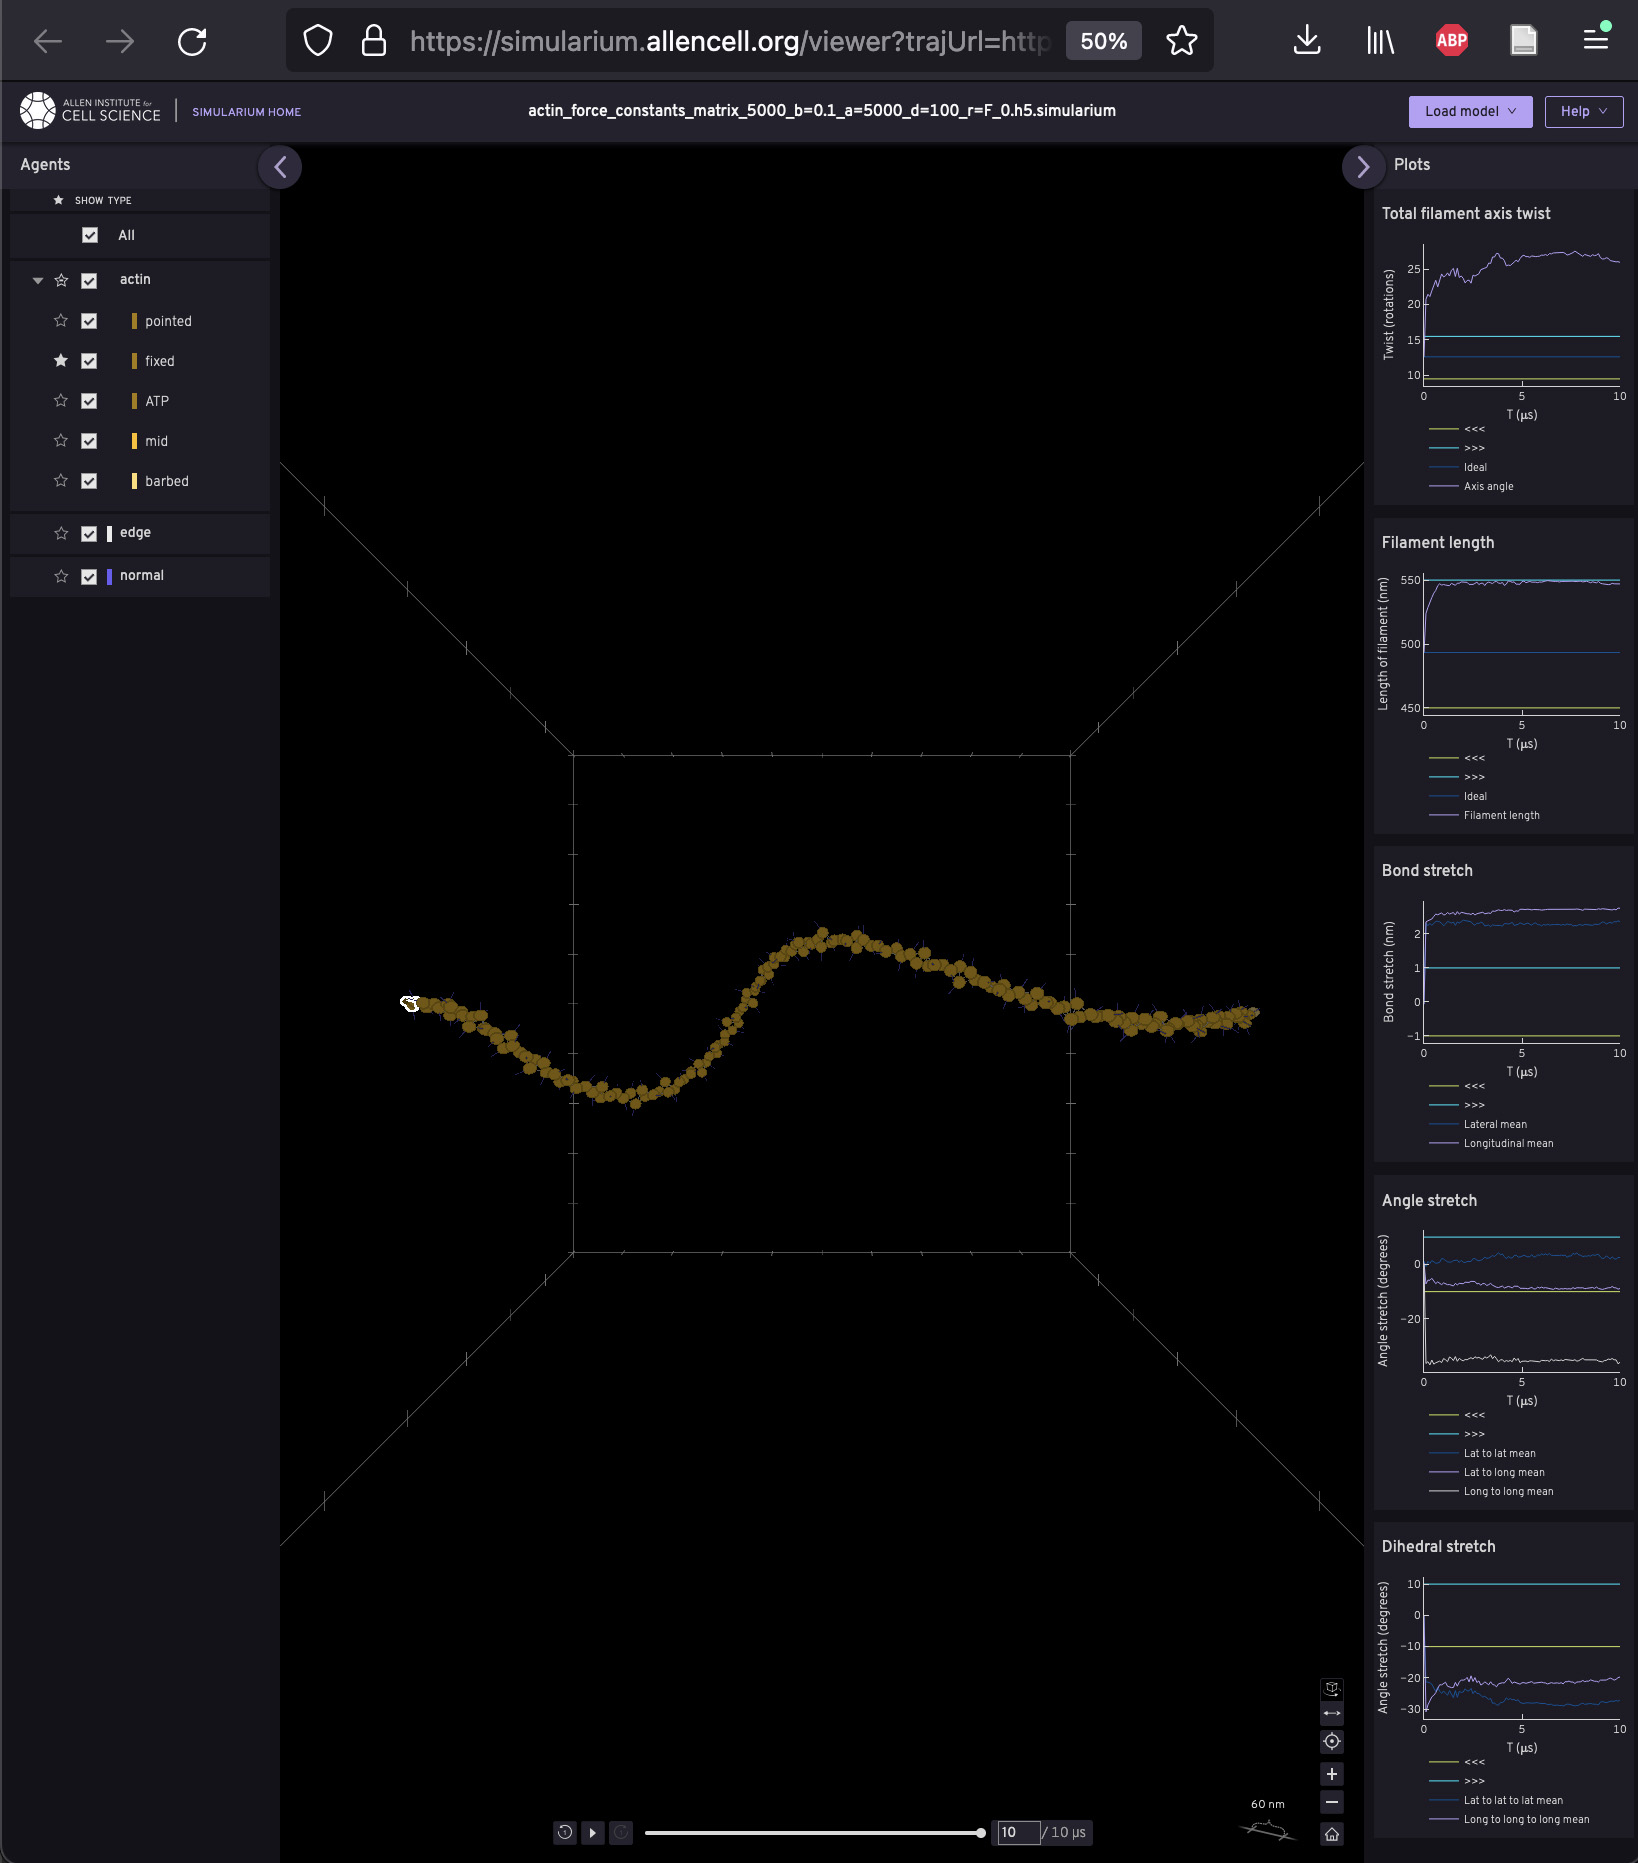 https://simularium.allencell.org/viewer?trajUrl=http
50%
ABP
ALLEN INSTITUTE for
CELL SCIENCE
SIMULARIUM HOME
actin_force_constants_matrix_5000_b=0.1_a=5000_d=100_r=F_0.h5.simularium
Load model
Help
Agents
SHOW TYPE
All
actin
pointed
fixed
ATP
mid
barbed
edge
normal
60 nm
10 / 10 µs
Plots
Total filament axis twist
Twist (rotations)
25
20
15
10
0 5 10
T (µs)
<<<
>>>
Ideal
Axis angle
Filament length
Length of filament (nm)
550
500
450
0 5 10
T (µs)
<<<
>>>
Ideal
Filament length
Bond stretch
Bond stretch (nm)
2
1
0
−1
0 5 10
T (µs)
<<<
>>>
Lateral mean
Longitudinal mean
Angle stretch
Angle stretch (degrees)
0
−20
0 5 10
T (µs)
<<<
>>>
Lat to lat mean
Lat to long mean
Long to long mean
Dihedral stretch
Angle stretch (degrees)
10
0
−10
−20
−30
0 5 10
T (µs)
<<<
>>>
Lat to lat to lat mean
Long to long to long mean